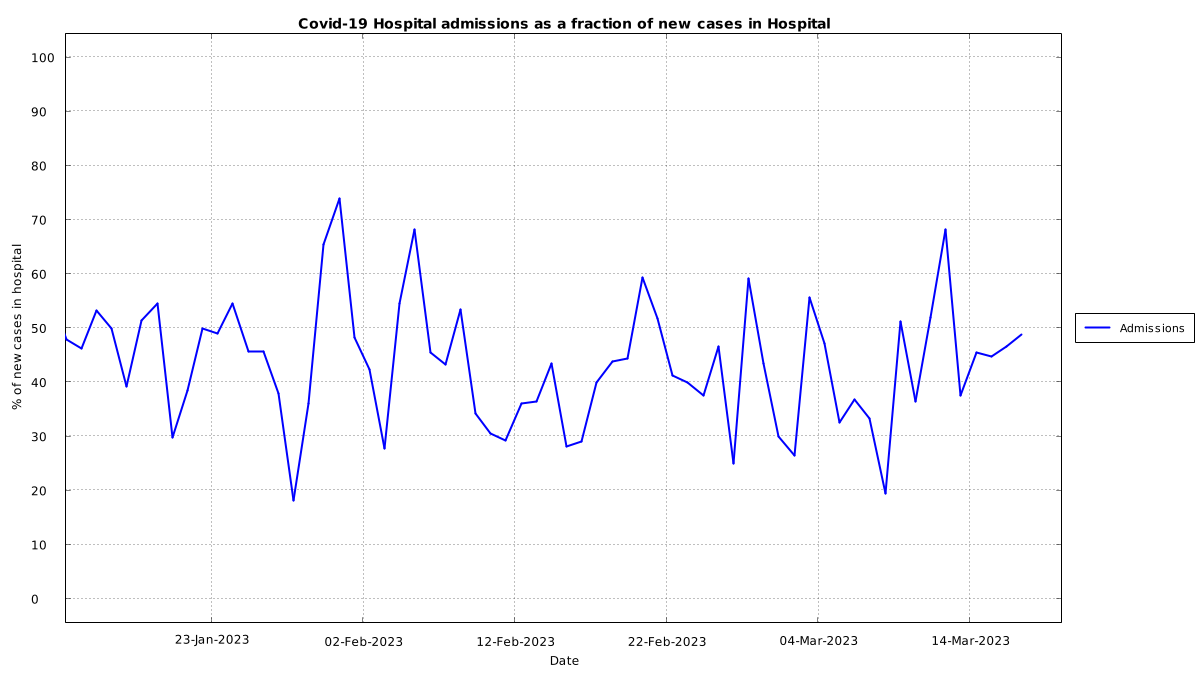 Covid-19 Hospital admissions as a fraction of new cases in Hospital
100
90
80
70
60
50
40
30
20
10
0
% of new cases in hospital
23-Jan-2023
02-Feb-2023
12-Feb-2023
22-Feb-2023
04-Mar-2023
14-Mar-2023
Date
Admissions